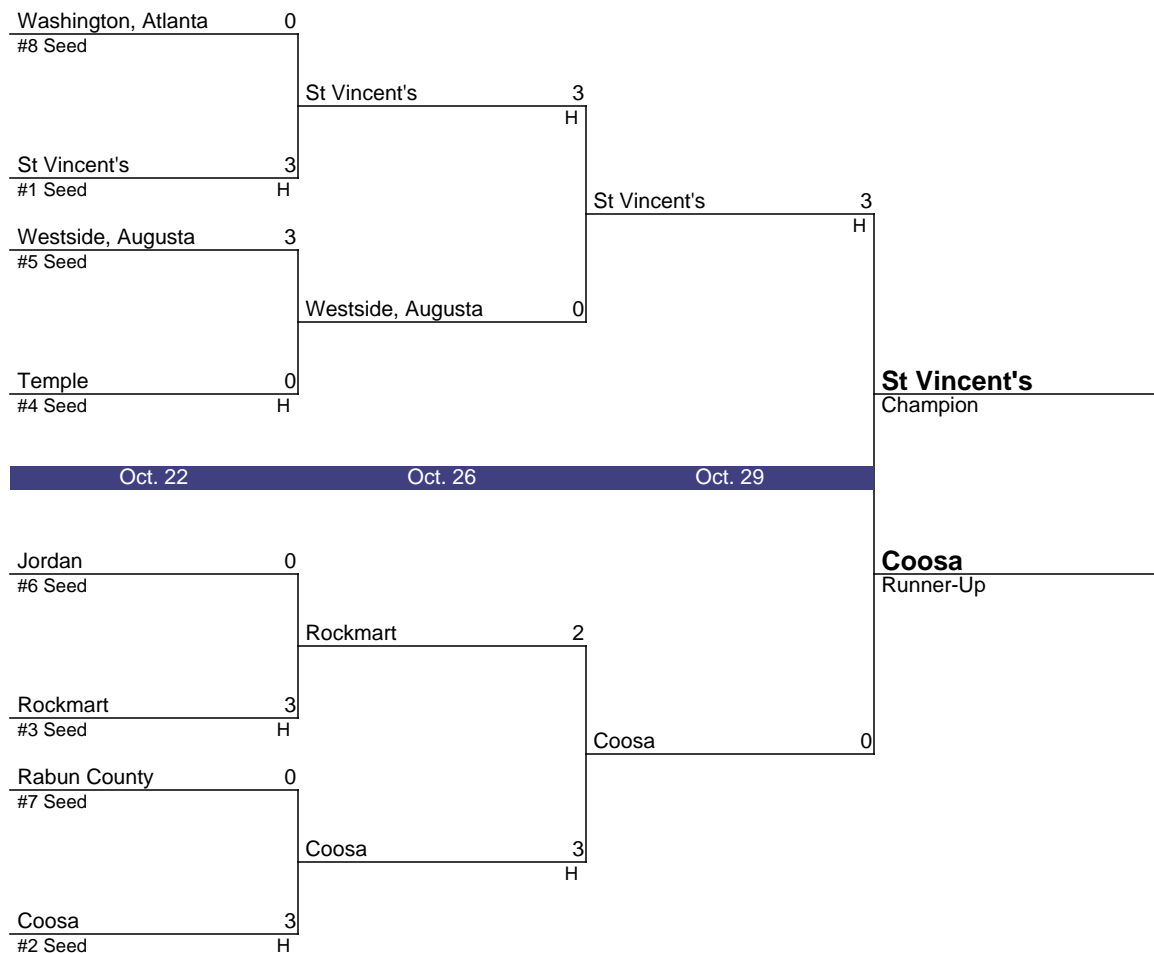 Washington, Atlanta 0
#8 Seed
St Vincent's 3
H
St Vincent's 3
#1 Seed H
St Vincent's 3
H
Westside, Augusta 3
#5 Seed
Westside, Augusta 0
Temple 0
#4 Seed H
St Vincent's
Champion
Oct. 22 Oct. 26 Oct. 29
Jordan 0
#6 Seed
Coosa
Runner-Up
Rockmart 2
Rockmart 3
#3 Seed H
Coosa 0
Rabun County 0
#7 Seed
Coosa 3
H
Coosa 3
#2 Seed H